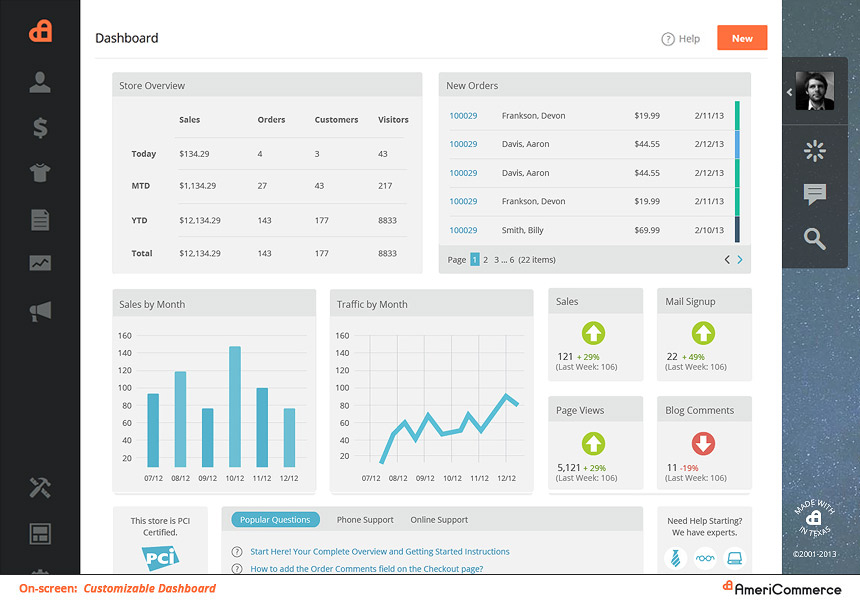 Dashboard
Help
New
Store Overview
Sales Orders Customers Visitors
Today $134.29 4 3 43
MTD $1,134.29 27 43 217
YTD $12,134.29 143 177 8833
Total $12,134.29 143 177 8833
New Orders
100029 Frankson, Devon $19.99 2/11/13
100029 Davis, Aaron $44.55 2/12/13
100029 Davis, Aaron $44.55 2/12/13
100029 Frankson, Devon $19.99 2/11/13
100029 Smith, Billy $69.99 2/10/13
Page 1 2 3 ... 6 (22 items)
Sales by Month
160
140
120
100
80
60
40
20
07/12 08/12 09/12 10/12 11/12 12/12
Traffic by Month
160
140
120
100
80
60
40
20
07/12 08/12 09/12 10/12 11/12 12/12
Sales
121 + 29%
(Last Week: 106)
Mail Signup
22 + 49%
(Last Week: 106)
Page Views
5,121 + 29%
(Last Week: 106)
Blog Comments
11 -19%
(Last Week: 106)
This store is PCI
Certified.
PCi
Popular Questions Phone Support Online Support
? Start Here! Your Complete Overview and Getting Started Instructions
? How to add the Order Comments field on the Checkout page?
Need Help Starting?
We have experts.
MADE WITH
IN TEXAS
©2001-2013
On-screen: Customizable Dashboard
AmeriCommerce